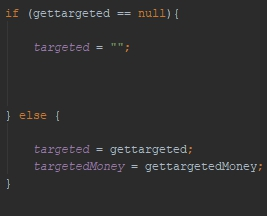 if (gettargeted == null){
targeted = "";
} else {
targeted = gettargeted;
targetedMoney = gettargetedMoney;
}